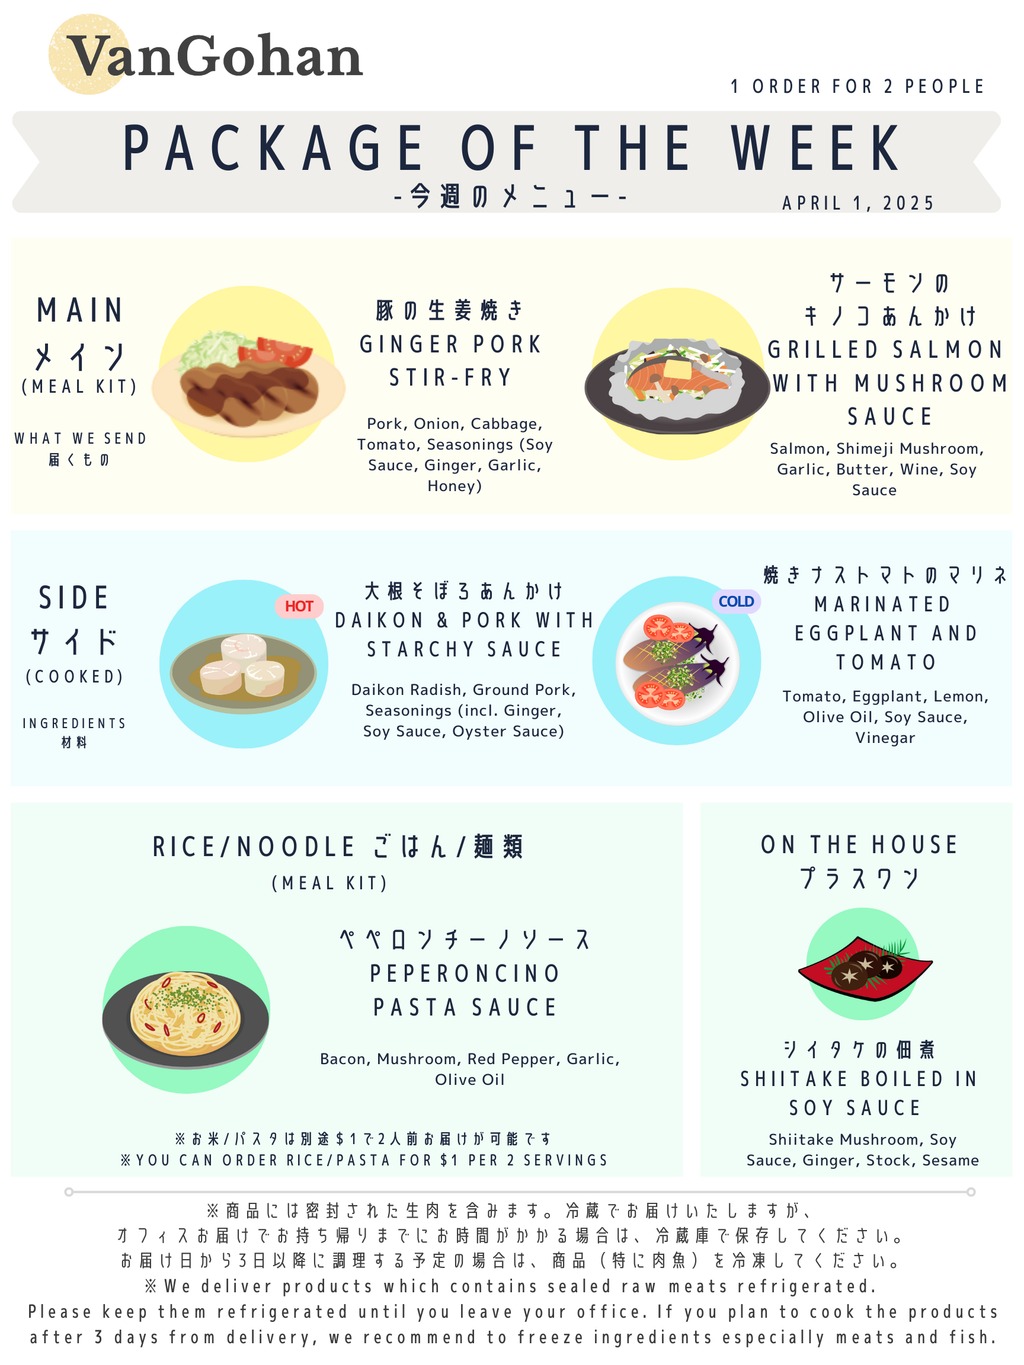 VanGohan
1 ORDER FOR 2 PEOPLE
PACKAGE OF THE WEEK
-今週のメニュー-
APRIL 1, 2025
MAIN
メイン
(MEAL KIT)
WHAT WE SEND
届くもの
豚の生姜焼き
GINGER PORK
STIR-FRY
Pork, Onion, Cabbage,
Tomato, Seasonings (Soy
Sauce, Ginger, Garlic,
Honey)
サーモンの
キノコあんかけ
GRILLED SALMON
WITH MUSHROOM
SAUCE
Salmon, Shimeji Mushroom,
Garlic, Butter, Wine, Soy
Sauce
SIDE
サイド
(COOKED)
INGREDIENTS
材料
HOT
大根そぼろあんかけ
DAIKON & PORK WITH
STARCHY SAUCE
Daikon Radish, Ground Pork,
Seasonings (incl. Ginger,
Soy Sauce, Oyster Sauce)
COLD
焼きナストマトのマリネ
MARINATED
EGGPLANT AND
TOMATO
Tomato, Eggplant, Lemon,
Olive Oil, Soy Sauce,
Vinegar
RICE/NOODLE ごはん/麺類
(MEAL KIT)
ペペロンチーノソース
PEPERONCINO
PASTA SAUCE
Bacon, Mushroom, Red Pepper, Garlic,
Olive Oil
※お米/パスタは別途$1で2人前お届けが可能です
※YOU CAN ORDER RICE/PASTA FOR $1 PER 2 SERVINGS
ON THE HOUSE
プラスワン
シイタケの佃煮
SHIITAKE BOILED IN
SOY SAUCE
Shiitake Mushroom, Soy
Sauce, Ginger, Stock, Sesame
※商品には密封された生肉を含みます。冷蔵でお届けいたしますが、
オフィスお届けでお持ち帰りまでにお時間がかかる場合は、冷蔵庫で保存してください。
お届け日から3日以降に調理する予定の場合は、商品（特に肉魚）を冷凍してください。
※We deliver products which contains sealed raw meats refrigerated.
Please keep them refrigerated until you leave your office. If you plan to cook the products
after 3 days from delivery, we recommend to freeze ingredients especially meats and fish.